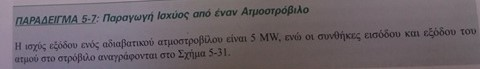 ΠΑΡΑΔΕΙΓΜΑ 5-7: Παραγωγή Ισχύος από έναν Ατμοστρόβιλο
Η ισχύς εξόδου ενός αδιαβατικού ατμοστροβίλου είναι 5 MW, ενώ οι συνθήκες εισόδου και εξόδου του
ατμού στο στρόβιλο αναγράφονται στο Σχήμα 5-31.